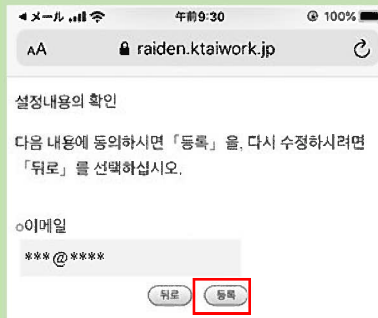 ◀メール 午前9:30 100%
AA raiden.ktaiwork.jp
설정내용의 확인
다음 내용에 동의하시면「등록」을, 다시 수정하시려면
「뒤로」를 선택하십시오.
○이메일
***@****
뒤로 등록